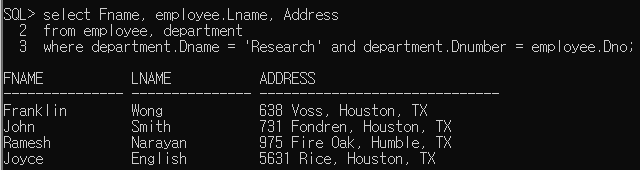 SQL> select Fname, employee.Lname, Address
  2  from employee, department
  3  where department.Dname = 'Research' and department.Dnumber = employee.Dno;
FNAME           LNAME           ADDRESS
--------------- --------------- ------------------------------
Franklin        Wong            638 Voss, Houston, TX
John            Smith           731 Fondren, Houston, TX
Ramesh          Narayan         975 Fire Oak, Humble, TX
Joyce           English         5631 Rice, Houston, TX